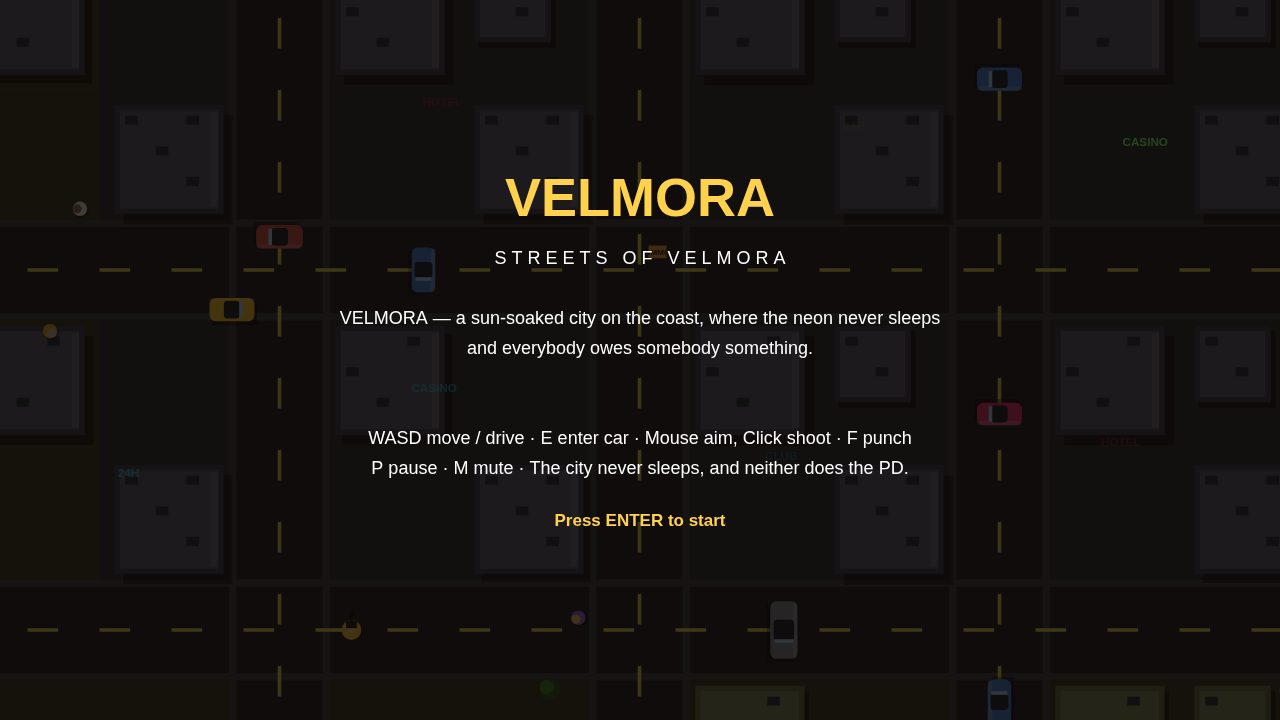 HOTEL
CASINO
VELMORA
STREETS OF VELMORA
VELMORA — a sun-soaked city on the coast, where the neon never sleeps
and everybody owes somebody something.
CASINO
WASD move / drive · E enter car · Mouse aim, Click shoot · F punch
HOTEL
CLUB
P pause · M mute · The city never sleeps, and neither does the PD.
24H
Press ENTER to start